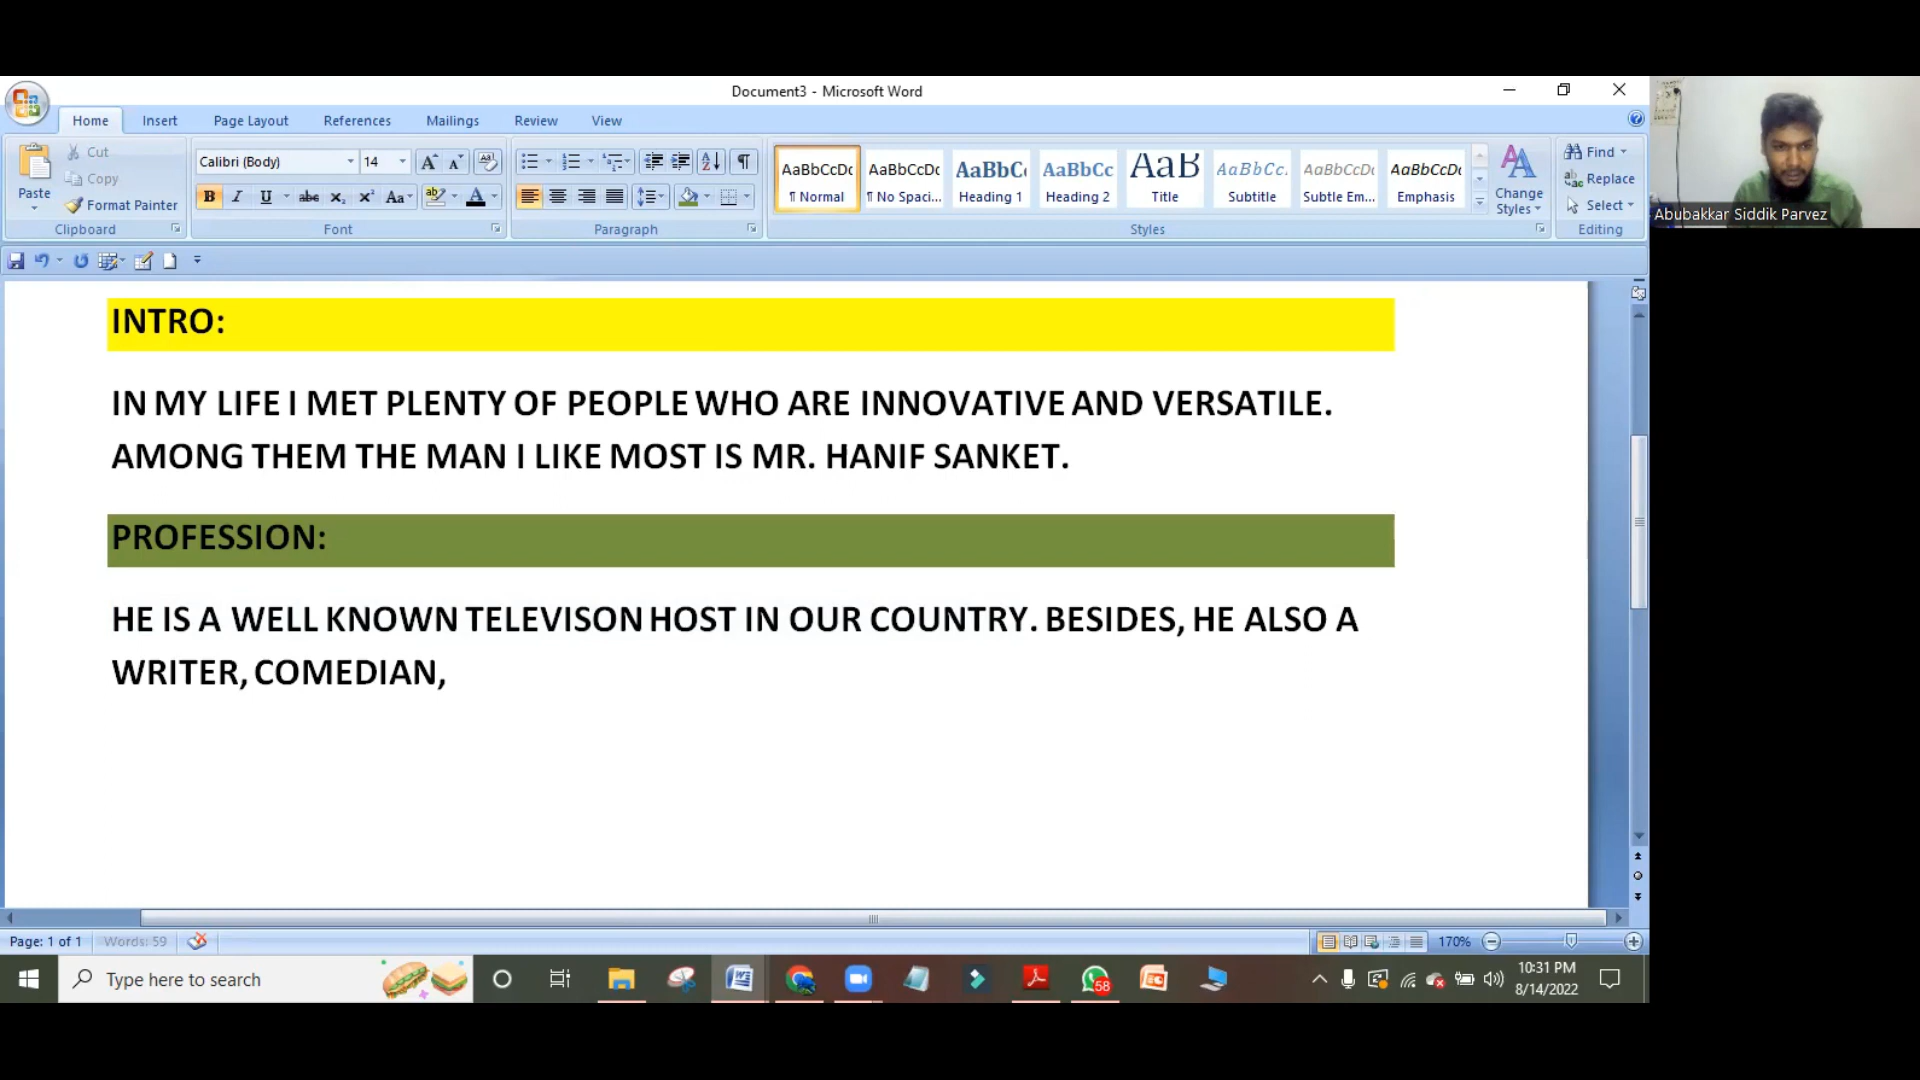 Document3 - Microsoft Word
Home Insert Page Layout References Mailings Review View
Paste
Cut
Copy
Format Painter
Clipboard
Calibri (Body) 14
Font
Paragraph
AaBbCcDc AaBbCcDc AaBbC AaBbCc AaB AaBbCc. AaBbCcDc AaBbCcDc
¶ Normal ¶ No Spaci... Heading 1 Heading 2 Title Subtitle Subtle Em... Emphasis
Change Styles
Styles
Find
Replace
Select
Editing
Abubakkar Siddik Parvez
INTRO:
IN MY LIFE I MET PLENTY OF PEOPLE WHO ARE INNOVATIVE AND VERSATILE.
AMONG THEM THE MAN I LIKE MOST IS MR. HANIF SANKET.
PROFESSION:
HE IS A WELL KNOWN TELEVISON HOST IN OUR COUNTRY. BESIDES, HE ALSO A
WRITER, COMEDIAN,
Page: 1 of 1 Words: 59 170%
Type here to search
58
10:31 PM
8/14/2022